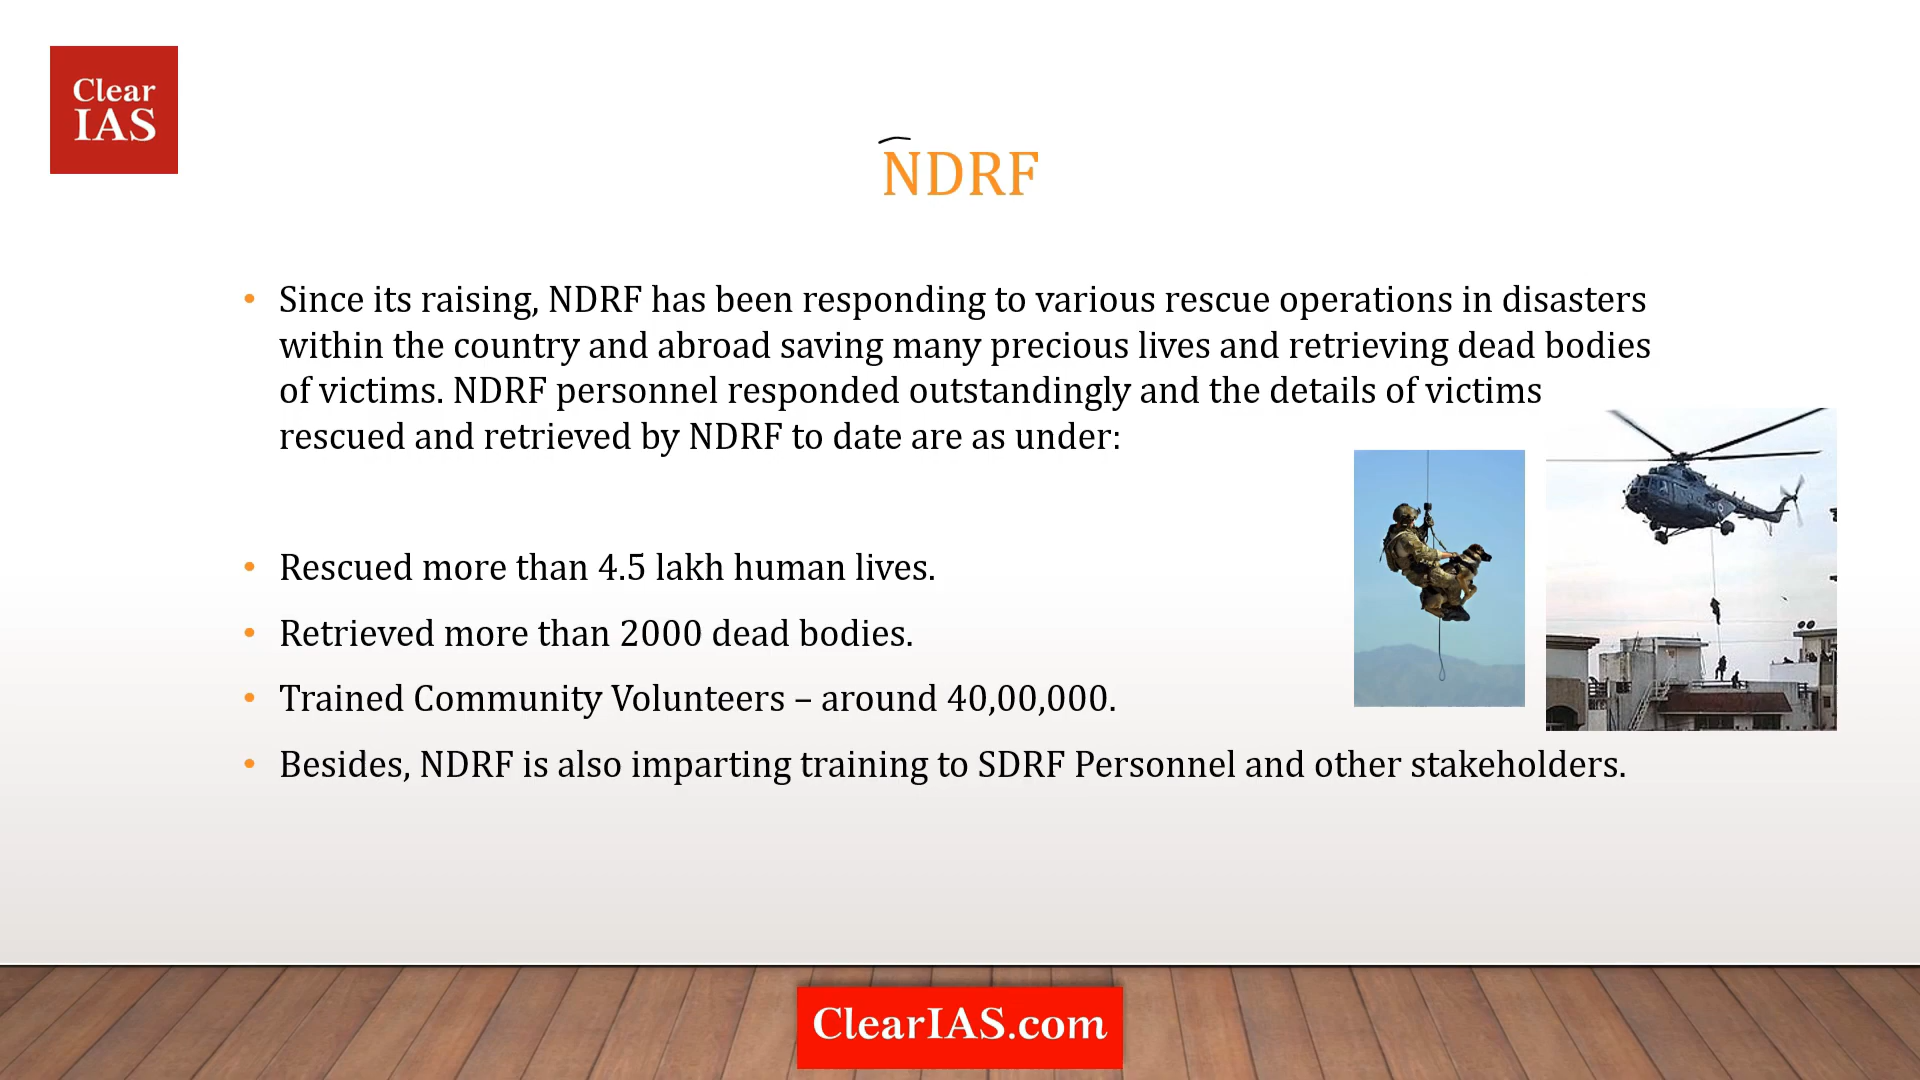 Clear
IAS
NDRF
• Since its raising, NDRF has been responding to various rescue operations in disasters
within the country and abroad saving many precious lives and retrieving dead bodies
of victims. NDRF personnel responded outstandingly and the details of victims
rescued and retrieved by NDRF to date are as under:
• Rescued more than 4.5 lakh human lives.
• Retrieved more than 2000 dead bodies.
• Trained Community Volunteers – around 40,00,000.
• Besides, NDRF is also imparting training to SDRF Personnel and other stakeholders.
ClearIAS.com